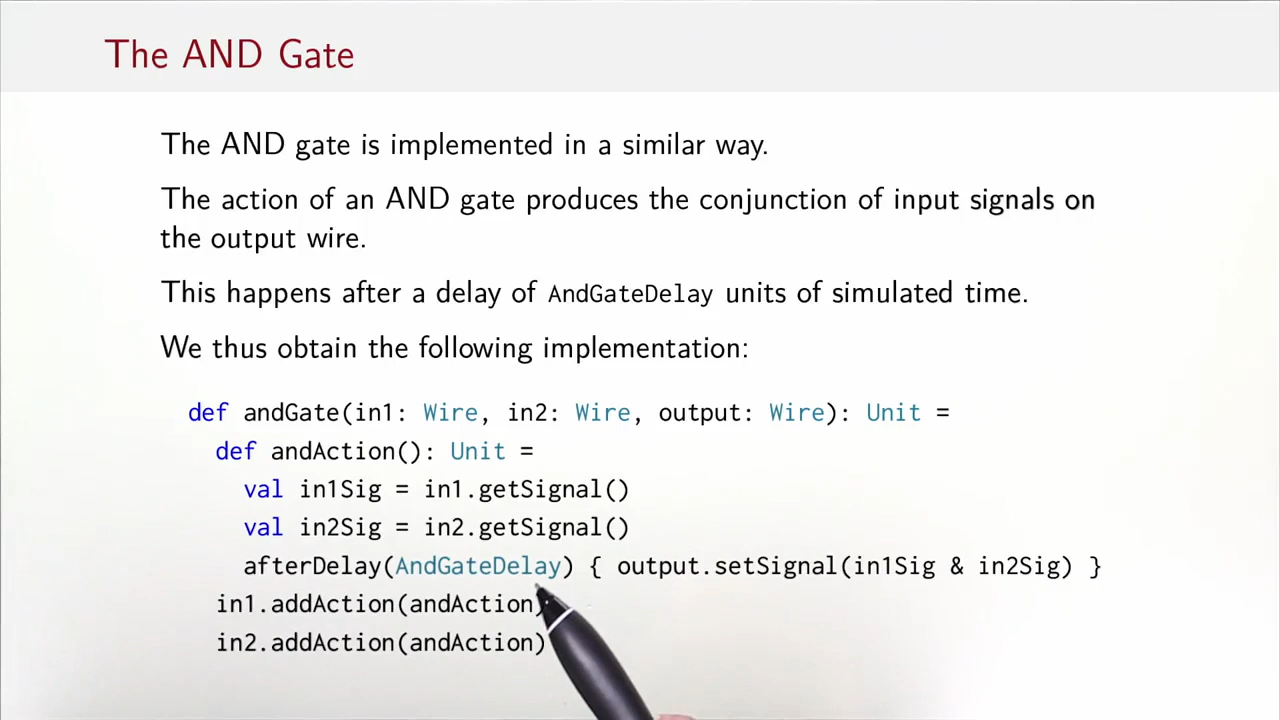 The AND Gate
The AND gate is implemented in a similar way.
The action of an AND gate produces the conjunction of input signals on
the output wire.
This happens after a delay of AndGateDelay units of simulated time.
We thus obtain the following implementation:
def andGate(in1: Wire, in2: Wire, output: Wire): Unit =
def andAction(): Unit =
val in1Sig = in1.getSignal()
val in2Sig = in2.getSignal()
afterDelay(AndGateDelay) { output.setSignal(in1Sig & in2Sig) }
in1.addAction(andAction)
in2.addAction(andAction)